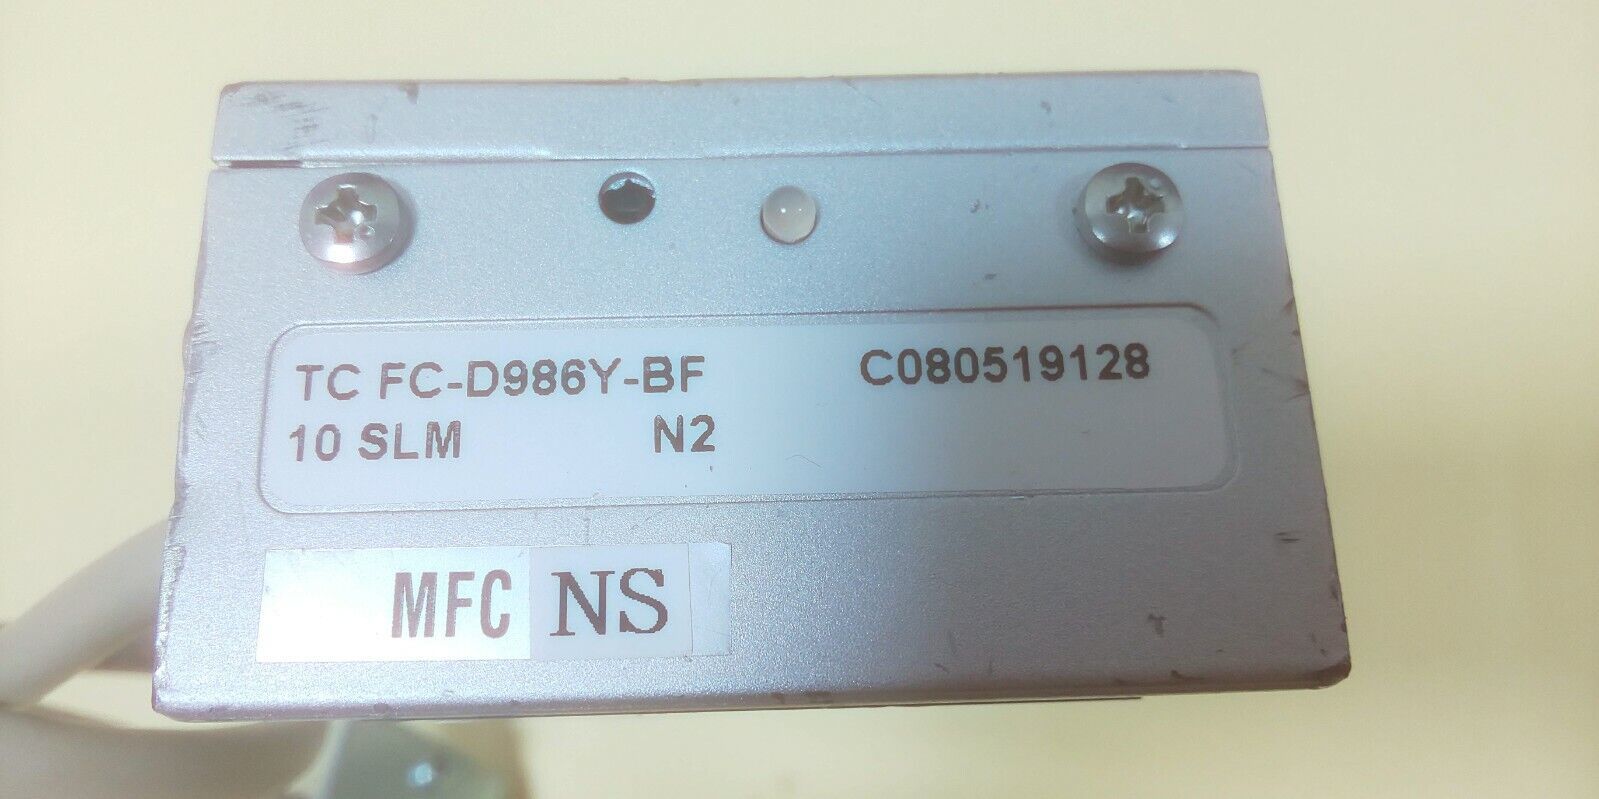 TC FC-D986Y-BF C080519128
10 SLM N2
MFC NS